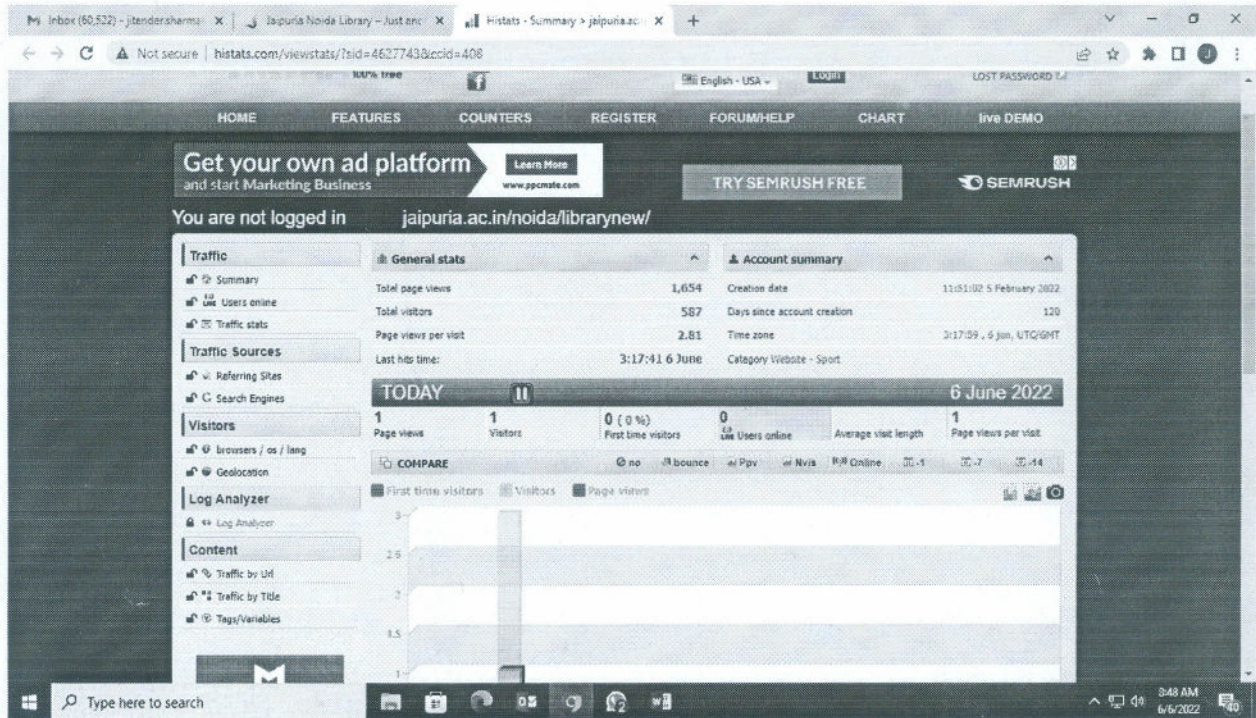 Inbox (60,522) - jitender.sharma
Jaipuria Noida Library – Just and
Histats - Summary > jaipuria.ac.
Not secure | histats.com/viewstats/?sid=4627743&ccid=408
100% free
English - USA
Login
LOST PASSWORD
HOME FEATURES COUNTERS REGISTER FORUM/HELP CHART live DEMO
Get your own ad platform
and start Marketing Business
Learn More
www.ppcmate.com
TRY SEMRUSH FREE
SEMRUSH
You are not logged in jaipuria.ac.in/noida/librarynew/
Traffic
Summary
Users online
Traffic stats
Traffic Sources
Referring Sites
Search Engines
Visitors
browsers / os / lang
Geolocation
Log Analyzer
Log Analyzer
Content
Traffic by Url
Traffic by Title
Tags/Variables
General stats
Total page views 1,654
Total visitors 587
Page views per visit 2.81
Last hits time: 3:17:41 6 June
Account summary
Creation date 11:51:02 5 February 2022
Days since account creation 120
Time zone 3:17:59 , 6 jun, UTC/GMT
Category Website - Sport
TODAY 6 June 2022
1 Page views
1 Visitors
0 ( 0 %) First time visitors
0 Users online
Average visit length
1 Page views per visit
COMPARE no bounce Ppv Nvis Online -1 -7 -14
First time visitors Visitors Page views
3
2.5
2
1.5
1
Type here to search
3:48 AM
6/6/2022